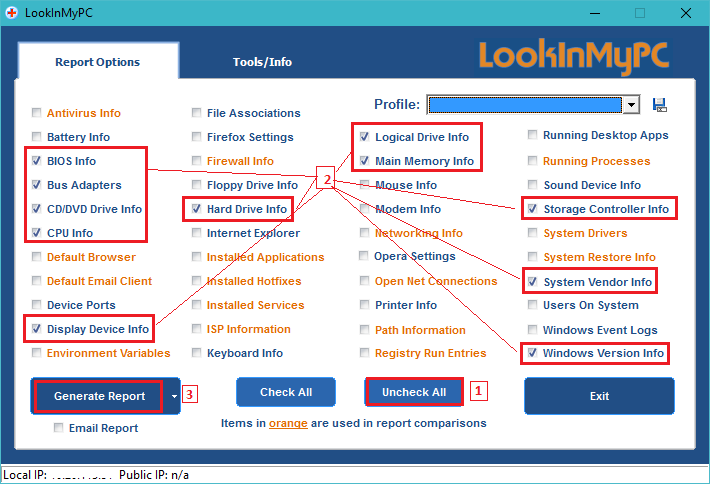 LookInMyPC
Report Options
Tools/Info
LOOKINMYPC
Profile:
Antivirus Info
Battery Info
BIOS Info
Bus Adapters
CD/DVD Drive Info
CPU Info
Default Browser
Default Email Client
Device Ports
Display Device Info
Environment Variables
File Associations
Firefox Settings
Firewall Info
Floppy Drive Info
Hard Drive Info
Internet Explorer
Installed Applications
Installed Hotfixes
Installed Services
ISP Information
Keyboard Info
Logical Drive Info
Main Memory Info
Mouse Info
Modem Info
Networking Info
Opera Settings
Open Net Connections
Printer Info
Path Information
Registry Run Entries
Running Desktop Apps
Running Processes
Sound Device Info
Storage Controller Info
System Drivers
System Restore Info
System Vendor Info
Users On System
Windows Event Logs
Windows Version Info
2
Generate Report
3
Check All
Uncheck All
1
Exit
Email Report
Items in orange are used in report comparisons
Local IP: Public IP: n/a